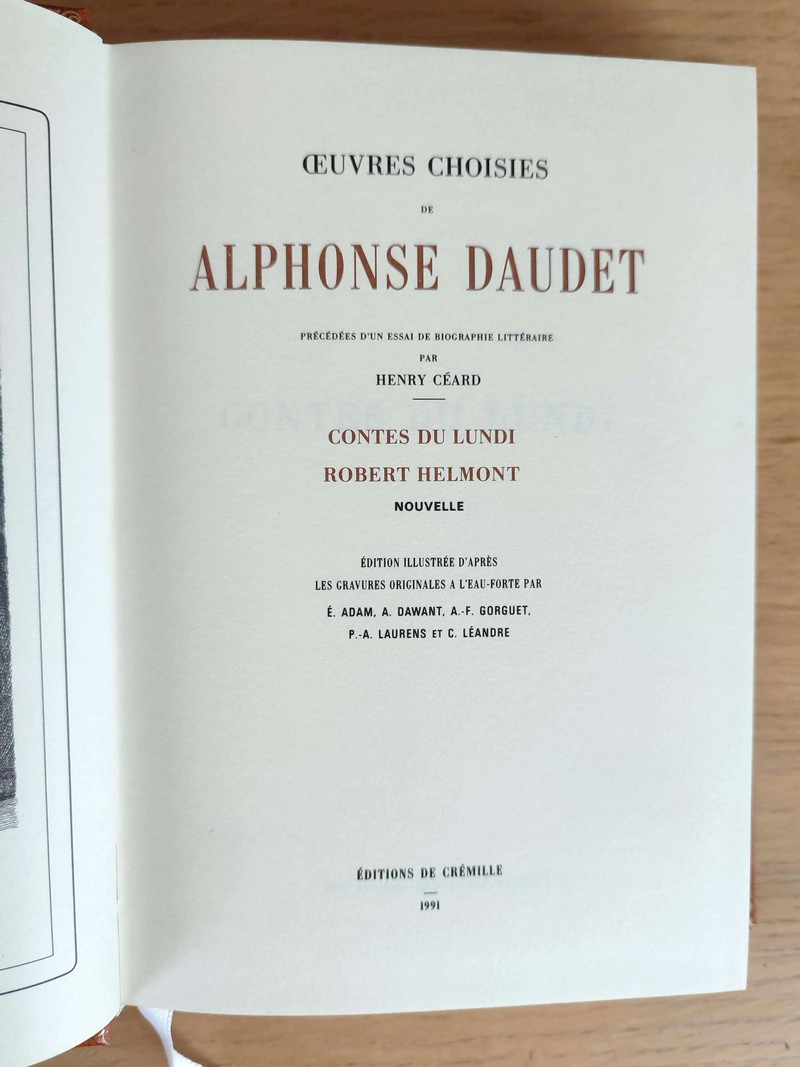 ŒUVRES CHOISIES
DE
ALPHONSE DAUDET
PRÉCÉDÉES D'UN ESSAI DE BIOGRAPHIE LITTÉRAIRE
PAR
HENRY CÉARD
CONTES DU LUNDI
ROBERT HELMONT
NOUVELLE
ÉDITION ILLUSTRÉE D'APRÈS
LES GRAVURES ORIGINALES A L'EAU-FORTE PAR
É. ADAM, A. DAWANT, A.-F. GORGUET,
P.-A. LAURENS ET C. LÉANDRE
ÉDITIONS DE CRÉMILLE
1991